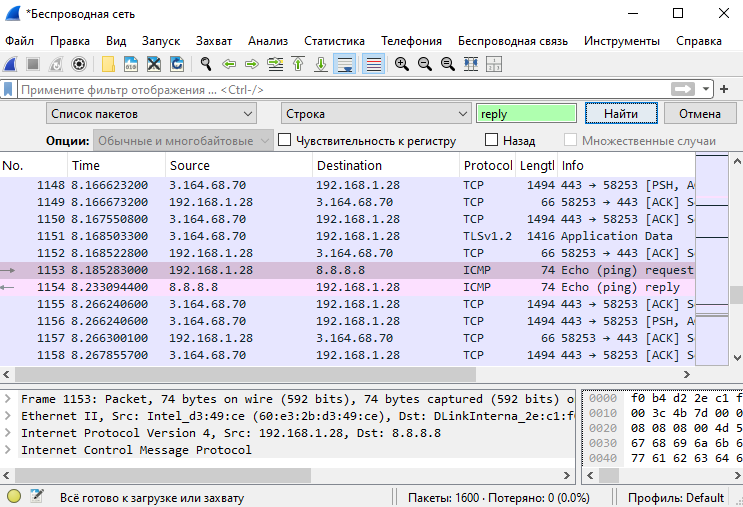 *Беспроводная сеть
Файл Правка Вид Запуск Захват Анализ Статистика Телефония Беспроводная связь Инструменты Справка
Примените фильтр отображения ... <Ctrl-/>
Список пакетов Строка reply Найти Отмена
Опции: Обычные и многобайтовые Чувствительность к регистру Назад Множественные случаи
No. Time Source Destination Protocol Lengtl Info
1148 8.166623200 3.164.68.70 192.168.1.28 TCP 1494 443 → 58253 [PSH, A
1149 8.166673200 192.168.1.28 3.164.68.70 TCP 66 58253 → 443 [ACK] S
1150 8.167550800 3.164.68.70 192.168.1.28 TCP 1494 443 → 58253 [ACK] S
1151 8.168503300 3.164.68.70 192.168.1.28 TLSv1.2 1416 Application Data
1152 8.168522800 192.168.1.28 3.164.68.70 TCP 66 58253 → 443 [ACK] S
1153 8.185283000 192.168.1.28 8.8.8.8 ICMP 74 Echo (ping) request
1154 8.233094400 8.8.8.8 192.168.1.28 ICMP 74 Echo (ping) reply
1155 8.266240600 3.164.68.70 192.168.1.28 TCP 1494 443 → 58253 [ACK] S
1156 8.266240600 3.164.68.70 192.168.1.28 TCP 1494 443 → 58253 [PSH, A
1157 8.266300100 192.168.1.28 3.164.68.70 TCP 66 58253 → 443 [ACK] S
1158 8.267855700 3.164.68.70 192.168.1.28 TCP 1494 443 → 58253 [ACK] S
Frame 1153: Packet, 74 bytes on wire (592 bits), 74 bytes captured (592 bits) o
Ethernet II, Src: Intel_d3:49:ce (60:e3:2b:d3:49:ce), Dst: DLinkInterna_2e:c1:f
Internet Protocol Version 4, Src: 192.168.1.28, Dst: 8.8.8.8
Internet Control Message Protocol
0000 f0 b4 d2 2e c1 f
0010 00 3c 4b 7d 00 0
0020 08 08 08 00 4d 5
0030 67 68 69 6a 6b 6
0040 77 61 62 63 64 6
Всё готово к загрузке или захвату Пакеты: 1600 · Потеряно: 0 (0.0%) Профиль: Default